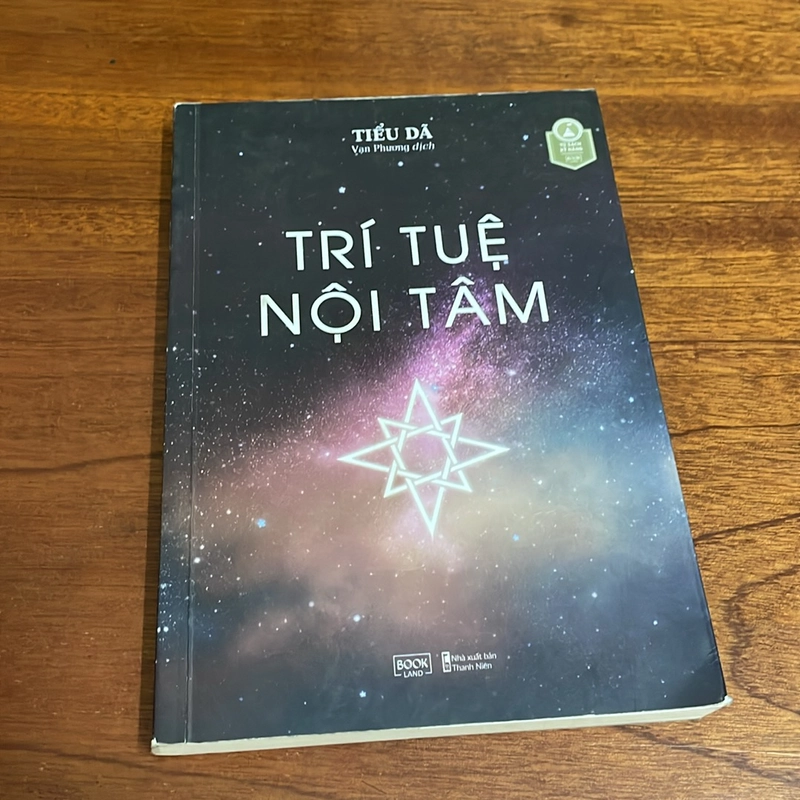 TIỂU DÃ
Vạn Phương dịch
TRÍ TUỆ
NỘI TÂM
BOOK
LAND
Nhà xuất bản
Thanh Niên